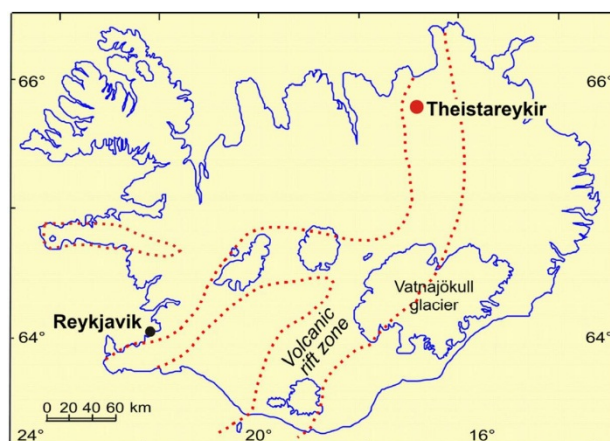 66°
66°
Theistareykir
Vatnajökull
glacier
Volcanic
rift zone
Reykjavik
64°
64°
0 20 40 60 km
24°
20°
16°